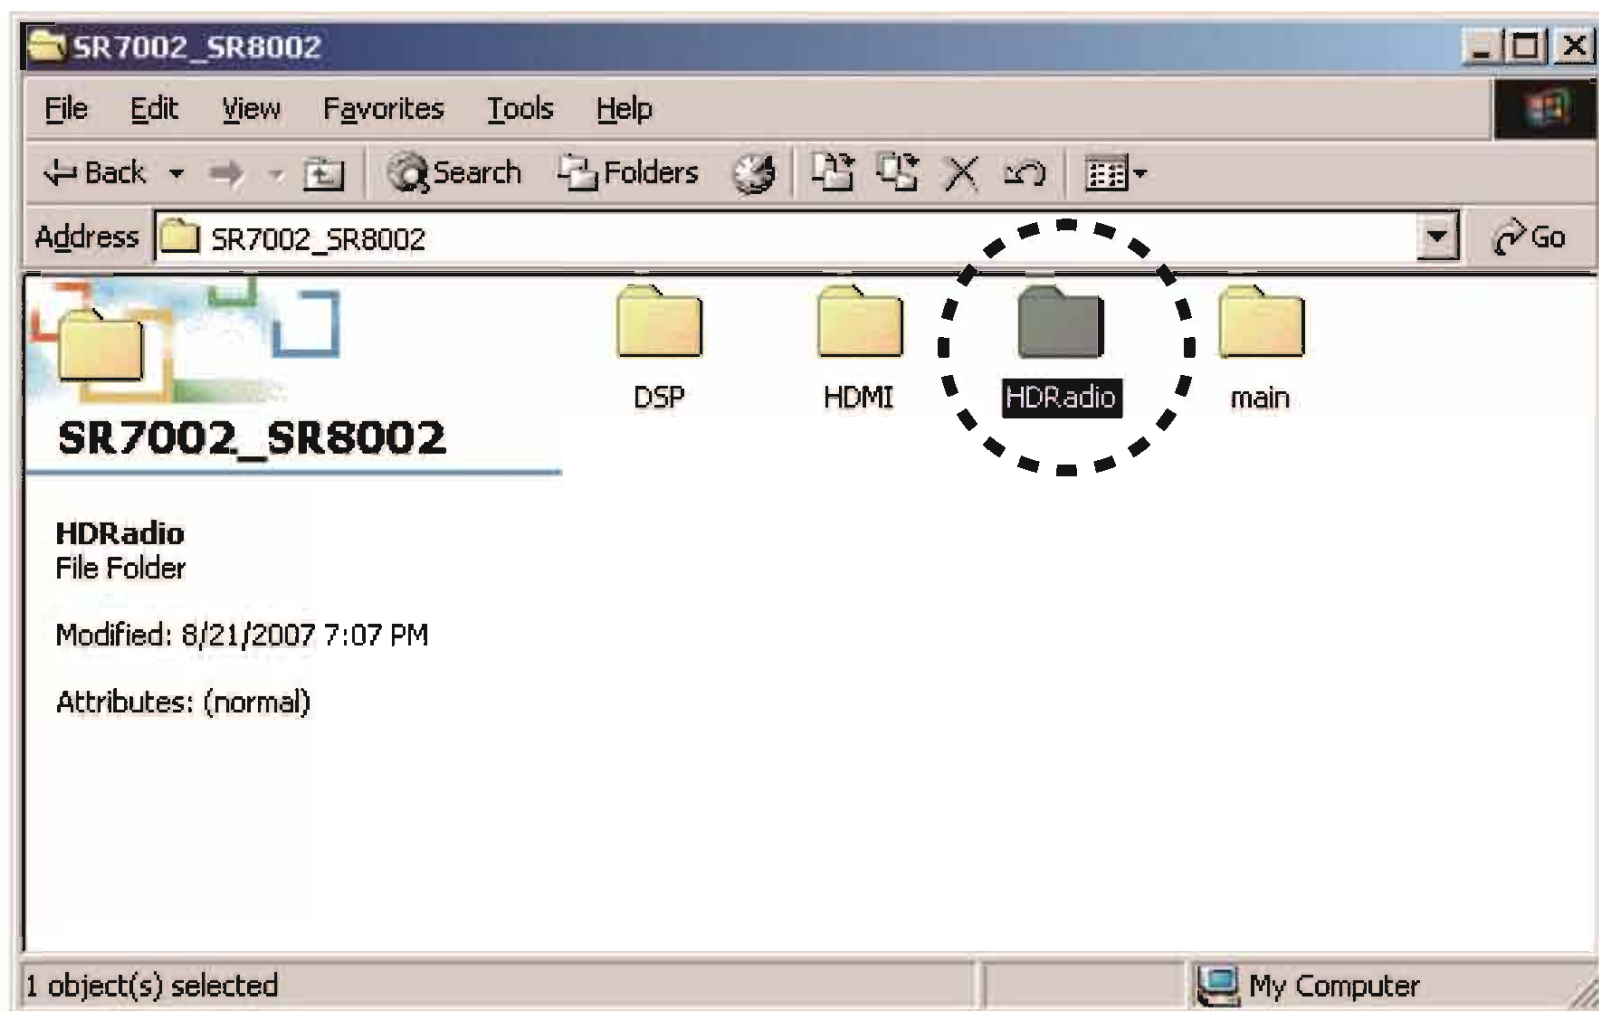 SR7002_SR8002
File Edit View Favorites Tools Help
Back Search Folders
Address SR7002_SR8002 Go
DSP HDMI HDRadio main
SR7002_SR8002
HDRadio
File Folder
Modified: 8/21/2007 7:07 PM
Attributes: (normal)
1 object(s) selected My Computer